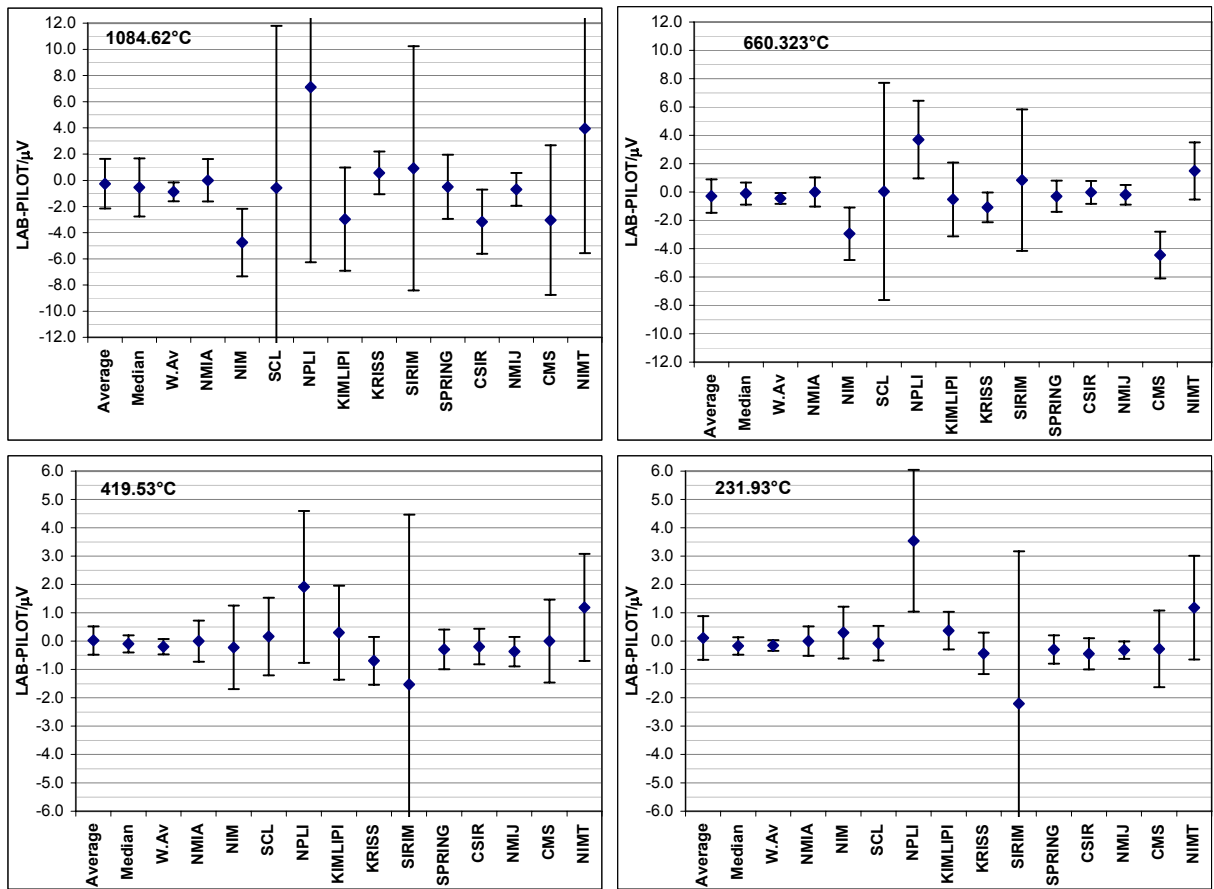 1084.62°C
LAB-PILOT/µV
12.0
10.0
8.0
6.0
4.0
2.0
0.0
-2.0
-4.0
-6.0
-8.0
-10.0
-12.0
Average
Median
W.Av
NMIA
NIM
SCL
NPLI
KIMLIPI
KRISS
SIRIM
SPRING
CSIR
NMIJ
CMS
NIMT
660.323°C
LAB-PILOT/µV
12.0
10.0
8.0
6.0
4.0
2.0
0.0
-2.0
-4.0
-6.0
-8.0
-10.0
-12.0
Average
Median
W.Av
NMIA
NIM
SCL
NPLI
KIMLIPI
KRISS
SIRIM
SPRING
CSIR
NMIJ
CMS
NIMT
419.53°C
LAB-PILOT/µV
6.0
5.0
4.0
3.0
2.0
1.0
0.0
-1.0
-2.0
-3.0
-4.0
-5.0
-6.0
Average
Median
W.Av
NMIA
NIM
SCL
NPLI
KIMLIPI
KRISS
SIRIM
SPRING
CSIR
NMIJ
CMS
NIMT
231.93°C
LAB-PILOT/µV
6.0
5.0
4.0
3.0
2.0
1.0
0.0
-1.0
-2.0
-3.0
-4.0
-5.0
-6.0
Average
Median
W.Av
NMIA
NIM
SCL
NPLI
KIMLIPI
KRISS
SIRIM
SPRING
CSIR
NMIJ
CMS
NIMT